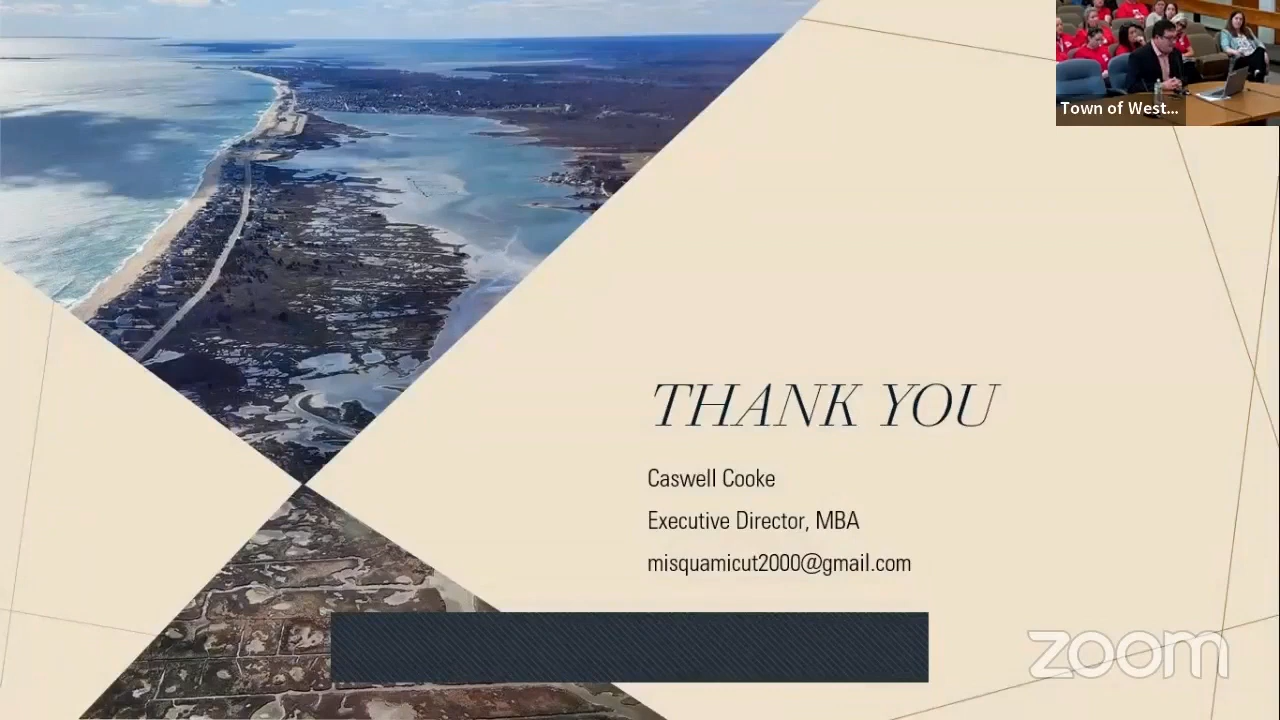 Town of West...
THANK YOU
Caswell Cooke
Executive Director, MBA
misquamicut2000@gmail.com
zoom